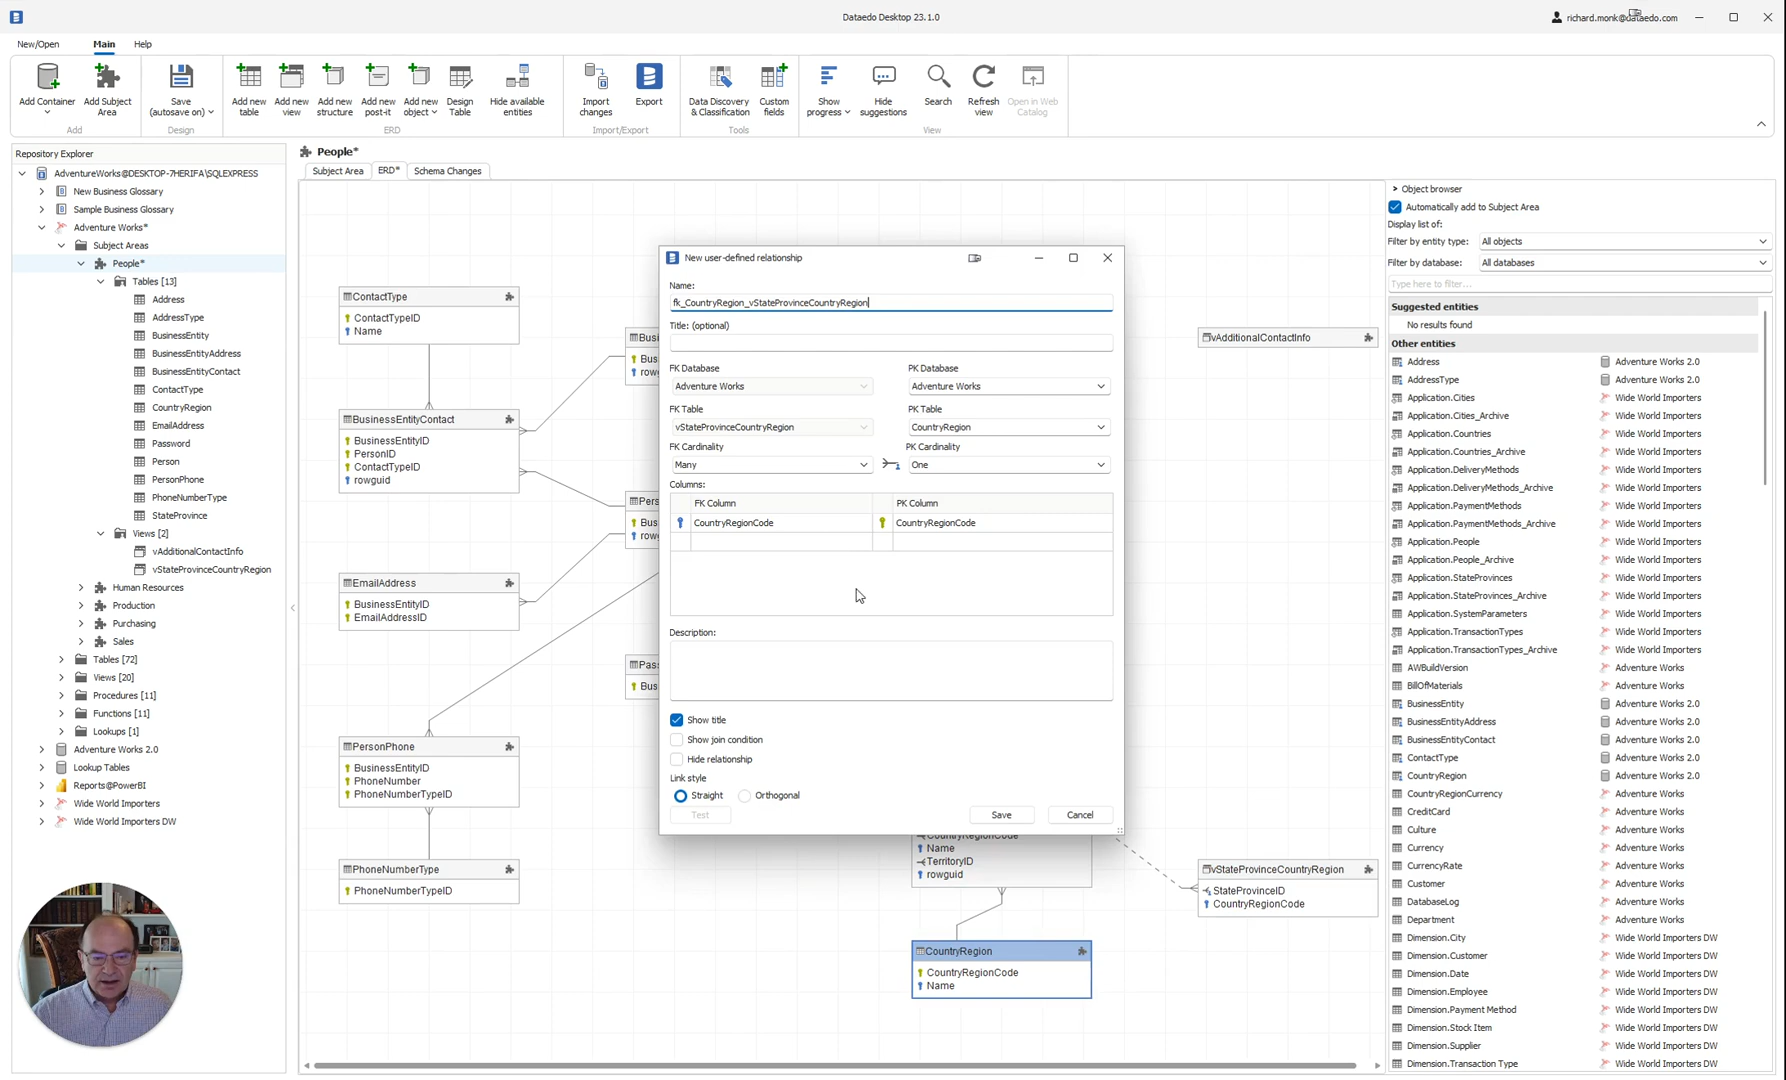 Dataedo Desktop 23.1.0
richard.monk@dataedo.com
New/Open
Main
Help
Add Container
Add Subject Area
Save (autosave on)
Add new table
Add new view
Add new structure
Add new post-it
Add new object
Design Table
Hide available entities
Import changes
Export
Data Discovery & Classification
Custom fields
Show progress
Hide suggestions
Search
Refresh view
Open in Web Catalog
Add
Design
ERD
Import/Export
Tools
View
Repository Explorer
AdventureWorks@DESKTOP-7HERIFA\SQLEXPRESS
New Business Glossary
Sample Business Glossary
Adventure Works*
Subject Areas
People*
Tables [13]
Address
AddressType
BusinessEntity
BusinessEntityAddress
BusinessEntityContact
ContactType
CountryRegion
EmailAddress
Password
Person
PersonPhone
PhoneNumberType
StateProvince
Views [2]
vAdditionalContactInfo
vStateProvinceCountryRegion
Human Resources
Production
Purchasing
Sales
Tables [72]
Views [20]
Procedures [11]
Functions [11]
Lookups [1]
Adventure Works 2.0
Lookup Tables
Reports@PowerBI
Wide World Importers
Wide World Importers DW
People*
Subject Area
ERD*
Schema Changes
ContactType
ContactTypeID
Name
BusinessEntityContact
BusinessEntityID
PersonID
ContactTypeID
rowguid
EmailAddress
BusinessEntityID
EmailAddressID
PersonPhone
BusinessEntityID
PhoneNumber
PhoneNumberTypeID
PhoneNumberType
PhoneNumberTypeID
Busi
Bus
row
Pers
Bus
row
Pas
Bus
New user-defined relationship
Name:
fk_CountryRegion_vStateProvinceCountryRegion
Title: (optional)
FK Database
PK Database
Adventure Works
Adventure Works
FK Table
PK Table
vStateProvinceCountryRegion
CountryRegion
FK Cardinality
PK Cardinality
Many
One
Columns:
FK Column
PK Column
CountryRegionCode
CountryRegionCode
Description:
Show title
Show join condition
Hide relationship
Link style
Straight
Orthogonal
Test
Save
Cancel
CountryRegionCode
Name
TerritoryID
rowguid
CountryRegion
CountryRegionCode
Name
vAdditionalContactInfo
vStateProvinceCountryRegion
StateProvinceID
CountryRegionCode
Object browser
Automatically add to Subject Area
Display list of:
Filter by entity type: All objects
Filter by database: All databases
Type here to filter...
Suggested entities
No results found
Other entities
Address Adventure Works 2.0
AddressType Adventure Works 2.0
Application.Cities Wide World Importers
Application.Cities_Archive Wide World Importers
Application.Countries Wide World Importers
Application.Countries_Archive Wide World Importers
Application.DeliveryMethods Wide World Importers
Application.DeliveryMethods_Archive Wide World Importers
Application.PaymentMethods Wide World Importers
Application.PaymentMethods_Archive Wide World Importers
Application.People Wide World Importers
Application.People_Archive Wide World Importers
Application.StateProvinces Wide World Importers
Application.StateProvinces_Archive Wide World Importers
Application.SystemParameters Wide World Importers
Application.TransactionTypes Wide World Importers
Application.TransactionTypes_Archive Wide World Importers
AWBuildVersion Adventure Works
BillOfMaterials Adventure Works
BusinessEntity Adventure Works 2.0
BusinessEntityAddress Adventure Works 2.0
BusinessEntityContact Adventure Works 2.0
ContactType Adventure Works 2.0
CountryRegion Adventure Works 2.0
CountryRegionCurrency Adventure Works
CreditCard Adventure Works
Culture Adventure Works
Currency Adventure Works
CurrencyRate Adventure Works
Customer Adventure Works
DatabaseLog Adventure Works
Department Adventure Works
Dimension.City Wide World Importers DW
Dimension.Customer Wide World Importers DW
Dimension.Date Wide World Importers DW
Dimension.Employee Wide World Importers DW
Dimension.Payment Method Wide World Importers DW
Dimension.Stock Item Wide World Importers DW
Dimension.Supplier Wide World Importers DW
Dimension.Transaction Type Wide World Importers DW